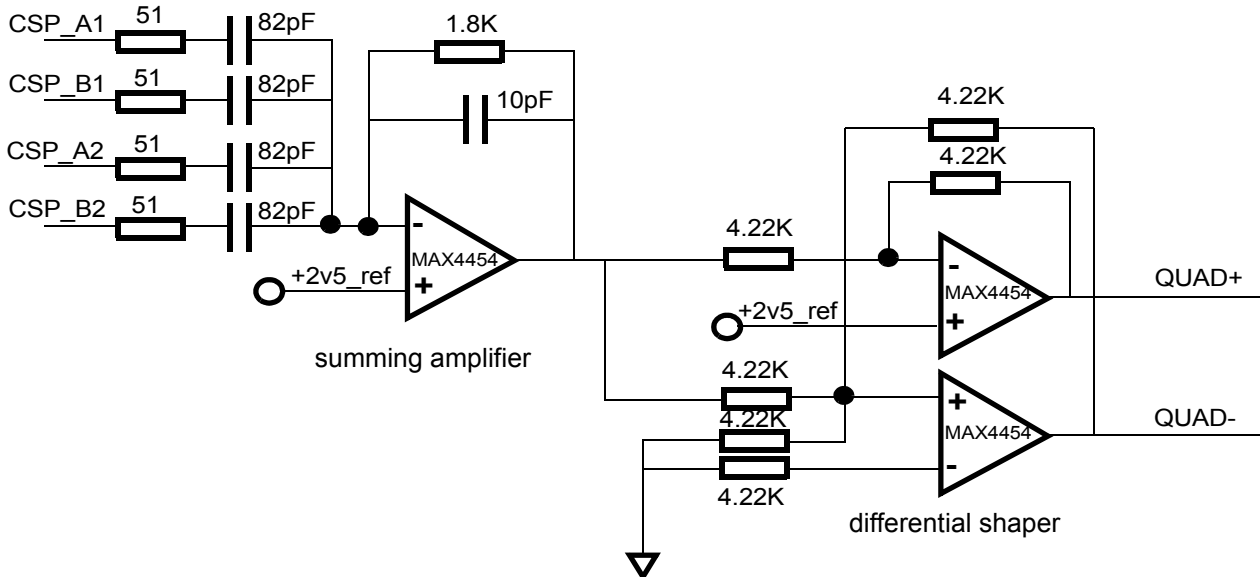 CSP_A1
51
82pF
CSP_B1
51
82pF
CSP_A2
51
82pF
CSP_B2
51
82pF
1.8K
10pF
-
MAX4454
+
+2v5_ref
summing amplifier
4.22K
4.22K
4.22K
-
MAX4454
+
+2v5_ref
QUAD+
4.22K
4.22K
4.22K
+
MAX4454
-
QUAD-
differential shaper